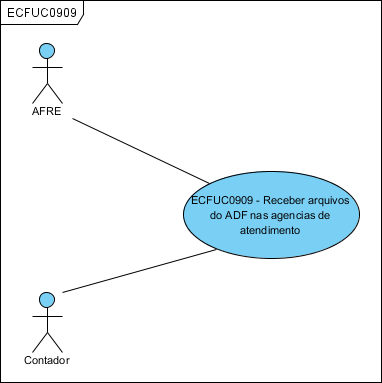 ECFUC0909
AFRE
ECFUC0909 - Receber arquivos
do ADF nas agencias de
atendimento
Contador